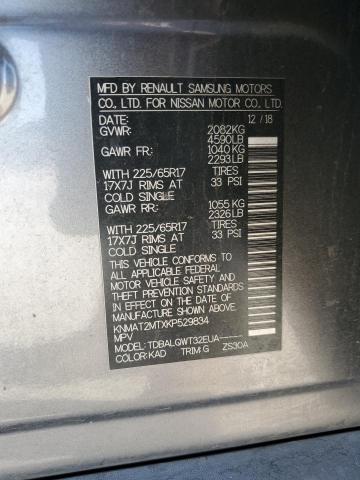 MFD BY RENAULT SAMSUNG MOTORS
CO., LTD. FOR NISSAN MOTOR CO., LTD.
DATE: 12 / 18
GVWR: 2082KG
4590LB
GAWR FR: 1040 KG
2293LB
WITH 225/65R17 TIRES
17X7J RIMS AT 33 PSI
COLD SINGLE
GAWR RR: 1055 KG
2326LB
WITH 225/65R17 TIRES
17X7J RIMS AT 33 PSI
COLD SINGLE
THIS VEHICLE CONFORMS TO
ALL APPLICABLE FEDERAL
MOTOR VEHICLE SAFETY AND
THEFT PREVENTION STANDARDS
IN EFFECT ON THE DATE OF
MANUFACTURE SHOWN ABOVE.
KNMAT2MTXKP529834
MPV
MODEL: TDBALGWT32EUA
COLOR: KAD TRIM: G ZS30A